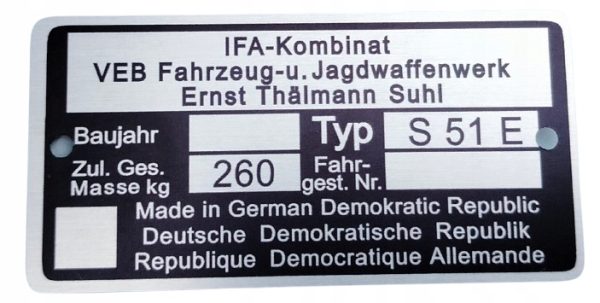 IFA-Kombinat
VEB Fahrzeug-u. Jagdwaffenwerk
Ernst Thälmann Suhl
Baujahr Typ S 51 E
Zul. Ges. Masse kg 260 Fahr-gest. Nr.
Made in German Demokratic Republic
Deutsche Demokratische Republik
Republique Democratique Allemande